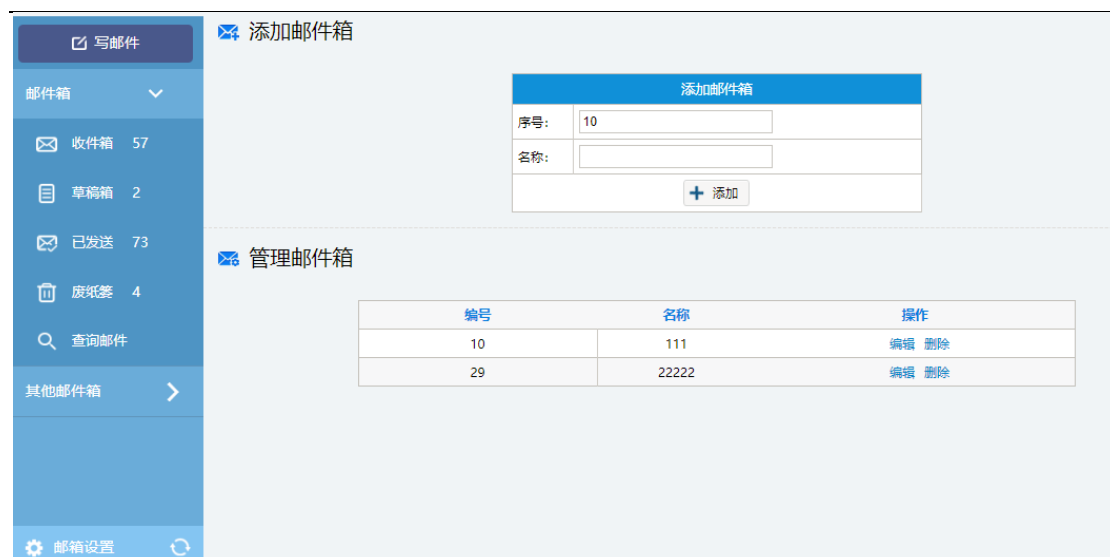 写邮件
邮件箱
收件箱 57
草稿箱 2
已发送 73
废纸篓 4
查询邮件
其他邮件箱
邮箱设置
添加邮件箱
添加邮件箱
序号: 10
名称:
添加
管理邮件箱
编号 名称 操作
10 111 编辑 删除
29 22222 编辑 删除